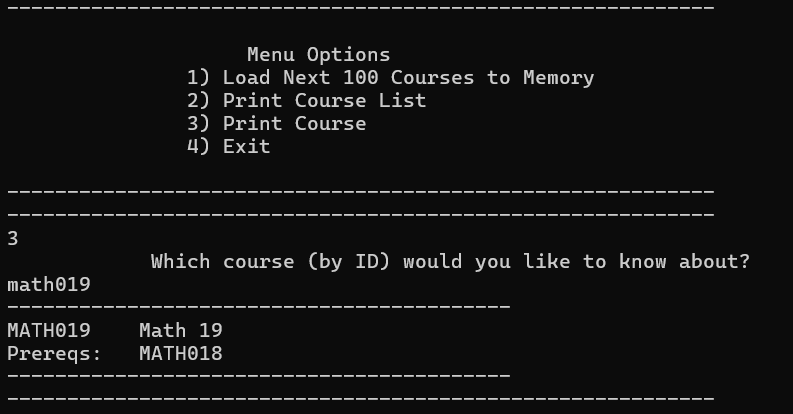 -----------------------------------------------------------
Menu Options
1) Load Next 100 Courses to Memory
2) Print Course List
3) Print Course
4) Exit
-----------------------------------------------------------
-----------------------------------------------------------
3
Which course (by ID) would you like to know about?
math019
------------------------------------------
MATH019    Math 19
Prereqs:   MATH018
------------------------------------------
-----------------------------------------------------------